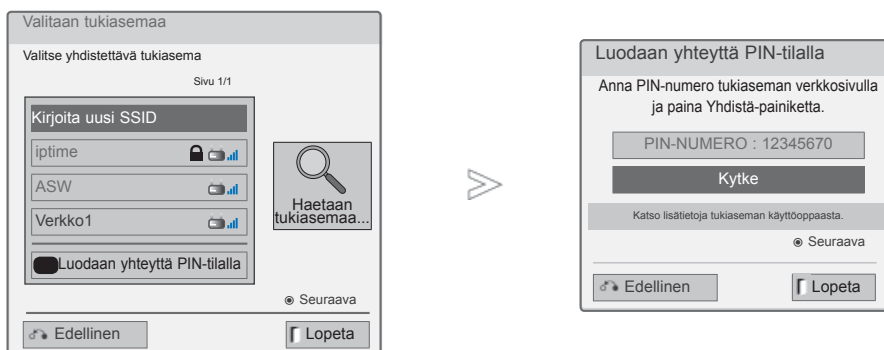 Valitaan tukiasemaa
Valitse yhdistettävä tukiasema
Sivu 1/1
Kirjoita uusi SSID
iptime
ASW
Verkko1
Luodaan yhteyttä PIN-tilalla
Haetaan
tukiasemaa...
Seuraava
Edellinen
Lopeta
Luodaan yhteyttä PIN-tilalla
Anna PIN-numero tukiaseman verkkosivulla
ja paina Yhdistä-painiketta.
PIN-NUMERO : 12345670
Kytke
Katso lisätietoja tukiaseman käyttöoppaasta.
Seuraava
Edellinen
Lopeta